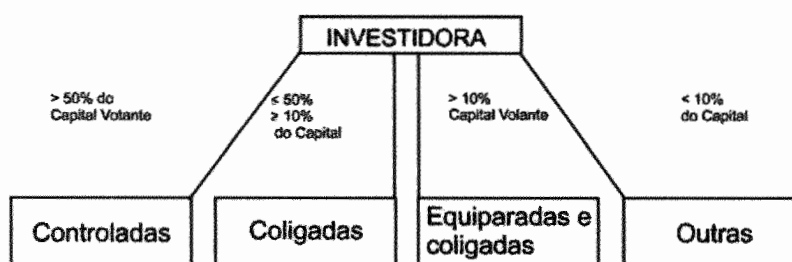 INVESTIDORA
> 50% do
Capital Votante
≤ 50%
≥ 10%
do Capital
> 10%
Capital Volante
< 10%
do Capital
Controladas
Coligadas
Equiparadas e
coligadas
Outras